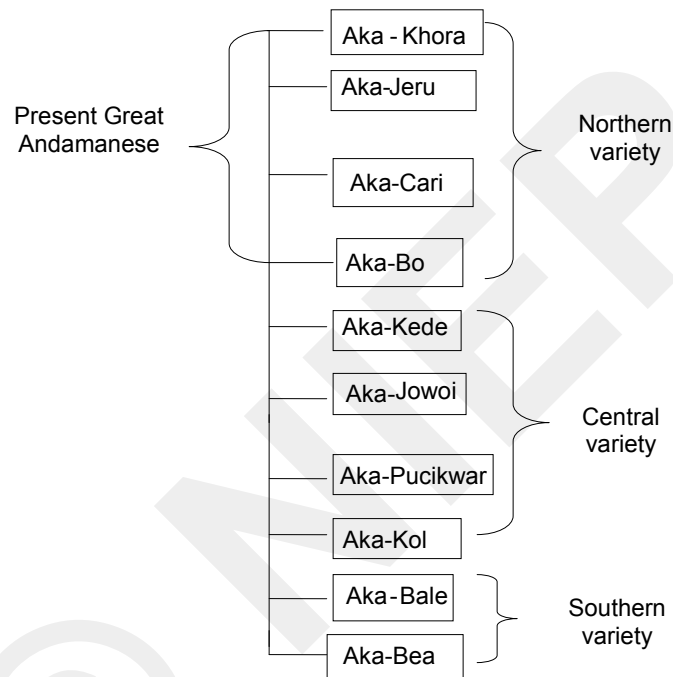 Aka - Khora
Aka-Jeru
Present Great
Andamanese
Northern
variety
Aka-Cari
Aka-Bo
Aka-Kede
Aka-Jowoi
Central
variety
Aka-Pucikwar
Aka-Kol
Aka-Bale
Southern
variety
Aka-Bea
© NIEP